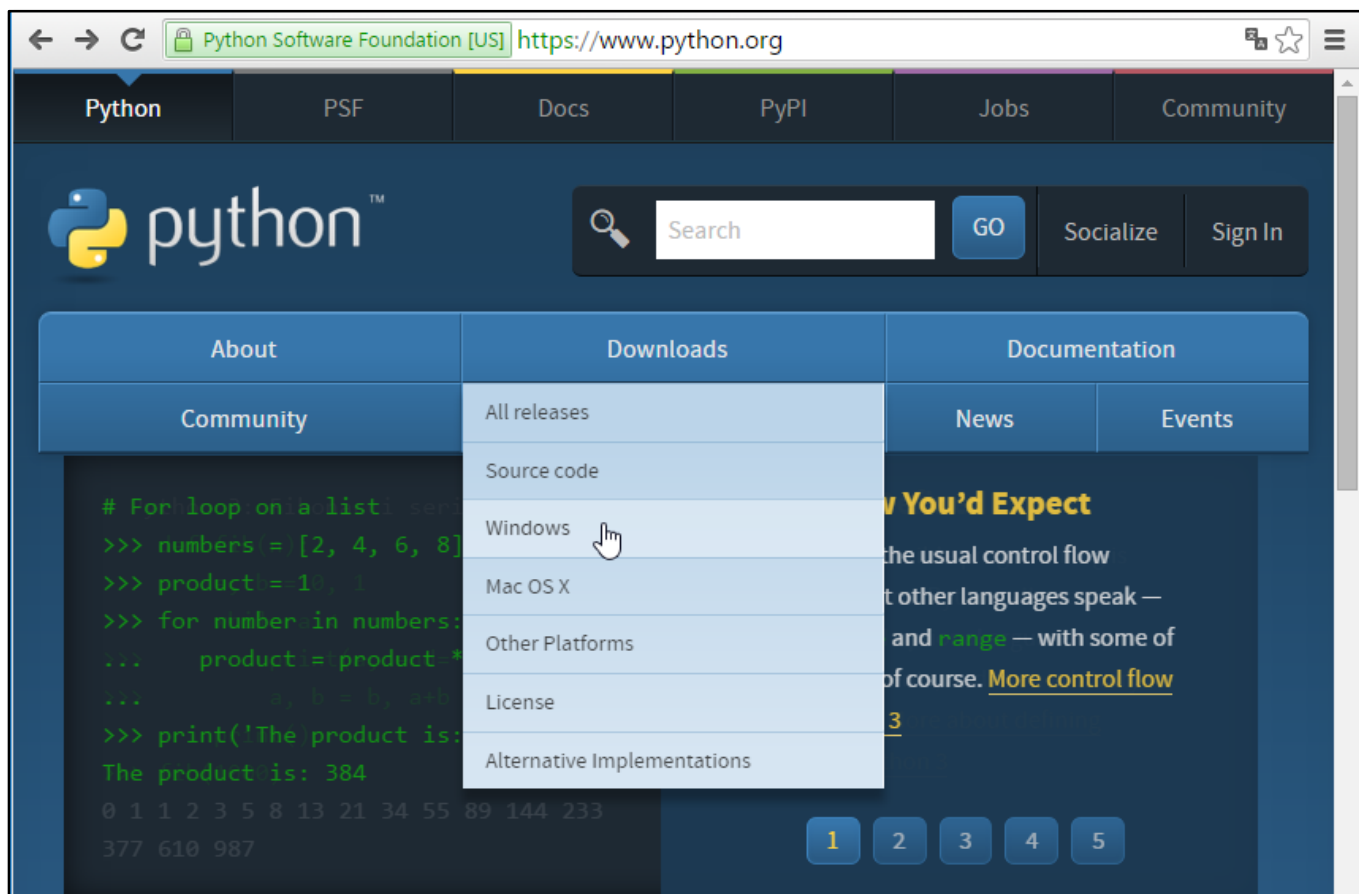 Python Software Foundation [US] https://www.python.org
Python PSF Docs PyPI Jobs Community
python™
Search GO Socialize Sign In
About Downloads Documentation
Community News Events
All releases
Source code
Windows
Mac OS X
Other Platforms
License
Alternative Implementations
# For loop on a list
>>> numbers = [2, 4, 6, 8]
>>> product = 1
>>> for number in numbers:
... product = product *
...
a, b = b, a+b
>>> print('The product is:
The product is: 384
0 1 1 2 3 5 8 13 21 34 55 89 144 233
377 610 987
You'd Expect
the usual control flow
other languages speak —
and range — with some of
of course. More control flow
3
1 2 3 4 5